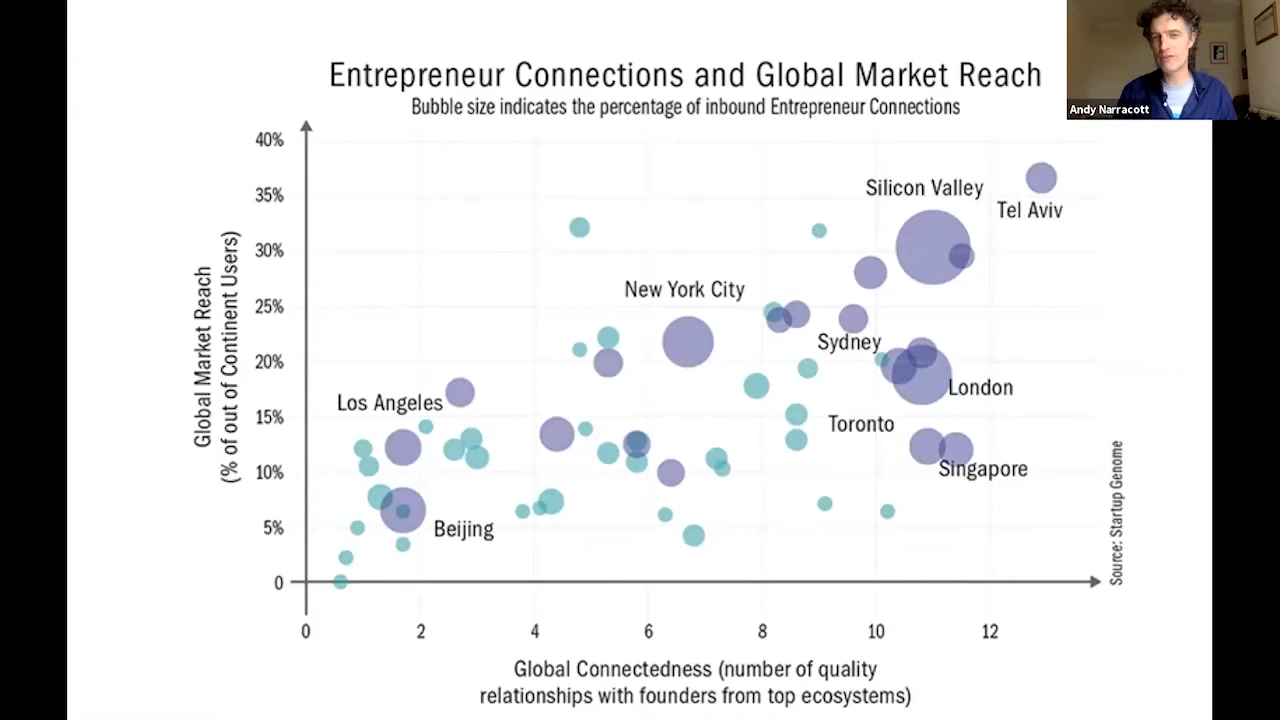 Entrepreneur Connections and Global Market Reach
Bubble size indicates the percentage of inbound Entrepreneur Connections
Andy Narracott
40%
35%
30%
25%
20%
15%
10%
5%
0
Global Market Reach
(% of out of Continent Users)
Silicon Valley
Tel Aviv
New York City
Sydney
London
Los Angeles
Toronto
Singapore
Beijing
Source: Startup Genome
0 2 4 6 8 10 12
Global Connectedness (number of quality
relationships with founders from top ecosystems)